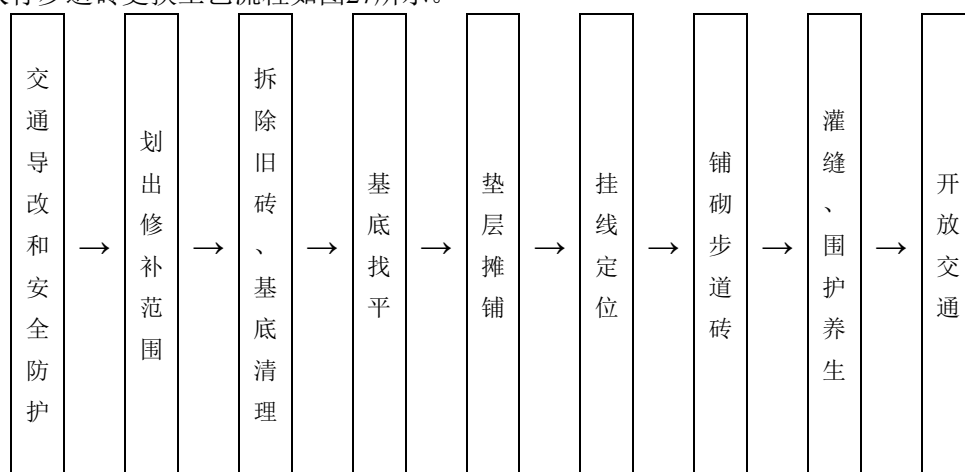 行步道砖更换工艺流程如图27所示。
交通导改和安全防护
→
划出修补范围
→
拆除旧砖、基底清理
→
基底找平
→
垫层摊铺
→
挂线定位
→
铺砌步道砖
→
灌缝、围护养生
→
开放交通